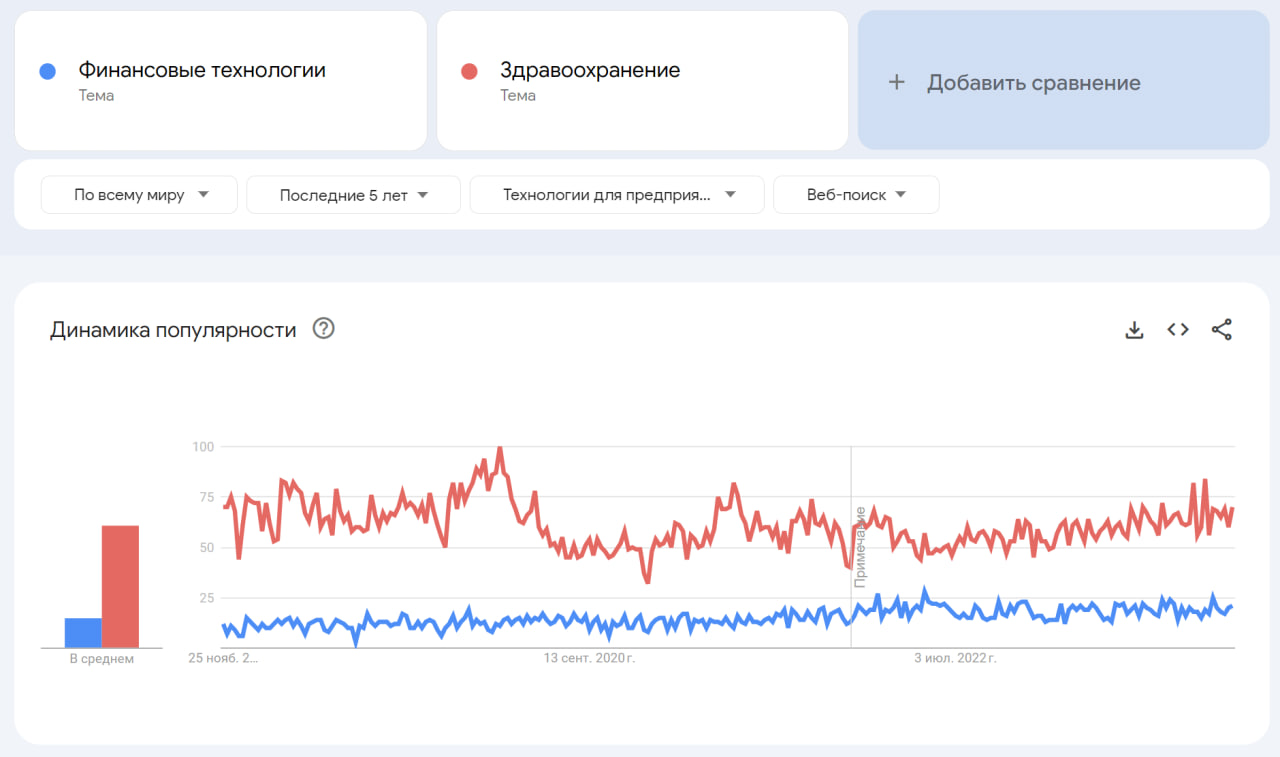 Финансовые технологии
Тема
Здравоохранение
Тема
+ Добавить сравнение
По всему миру
Последние 5 лет
Технологии для предприя...
Веб-поиск
Динамика популярности
?
100
75
50
25
Примечание
В среднем
25 нояб. 2...
13 сент. 2020 г.
3 июл. 2022 г.